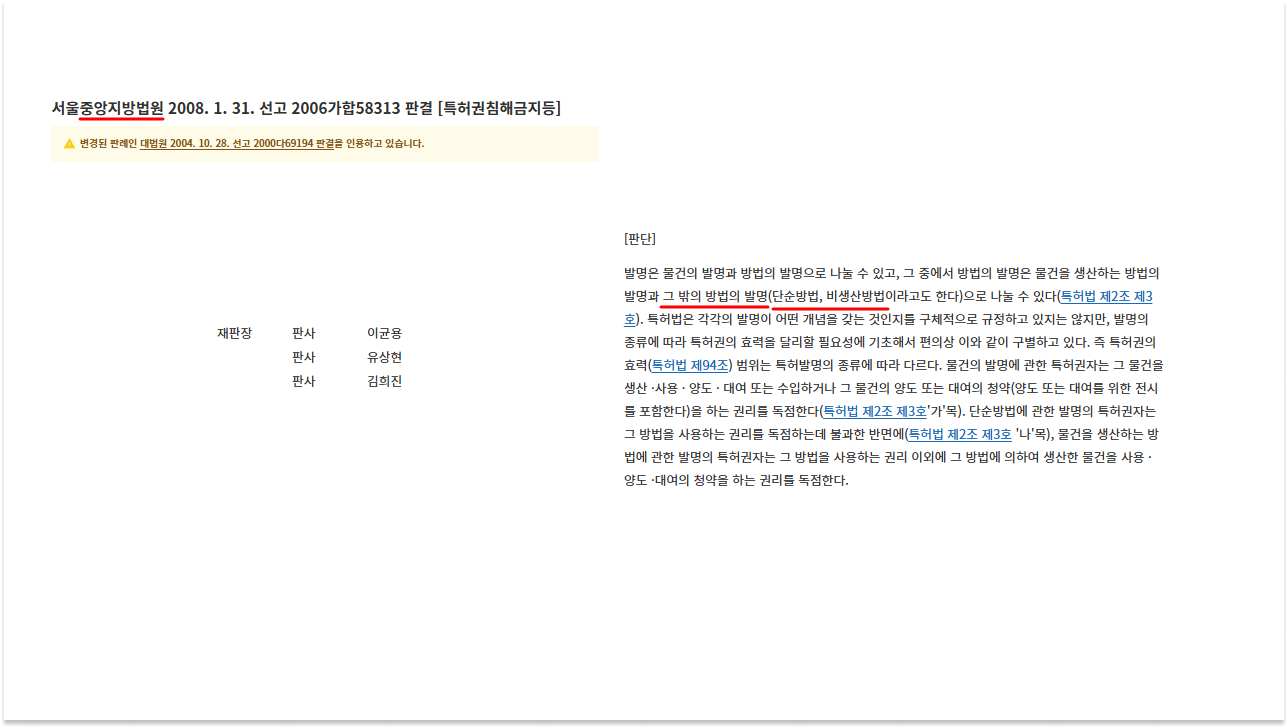 서울중앙지방법원 2008. 1. 31. 선고 2006가합58313 판결 [특허권침해금지등]
변경된 판례인 대법원 2004. 10. 28. 선고 2000다69194 판결을 인용하고 있습니다.
재판장 판사 이균용
판사 유상현
판사 김희진
[판단]
발명은 물건의 발명과 방법의 발명으로 나눌 수 있고, 그 중에서 방법의 발명은 물건을 생산하는 방법의
발명과 그 밖의 방법의 발명(단순방법, 비생산방법이라고도 한다)으로 나눌 수 있다(특허법 제2조 제3
호). 특허법은 각각의 발명이 어떤 개념을 갖는 것인지를 구체적으로 규정하고 있지는 않지만, 발명의
종류에 따라 특허권의 효력을 달리할 필요성에 기초해서 편의상 이와 같이 구별하고 있다. 즉 특허권의
효력(특허법 제94조) 범위는 특허발명의 종류에 따라 다르다. 물건의 발명에 관한 특허권자는 그 물건을
생산 ·사용 · 양도 · 대여 또는 수입하거나 그 물건의 양도 또는 대여의 청약(양도 또는 대여를 위한 전시
를 포함한다)을 하는 권리를 독점한다(특허법 제2조 제3호'가'목). 단순방법에 관한 발명의 특허권자는
그 방법을 사용하는 권리를 독점하는데 불과한 반면에(특허법 제2조 제3호 '나'목), 물건을 생산하는 방
법에 관한 발명의 특허권자는 그 방법을 사용하는 권리 이외에 그 방법에 의하여 생산한 물건을 사용 ·
양도 ·대여의 청약을 하는 권리를 독점한다.